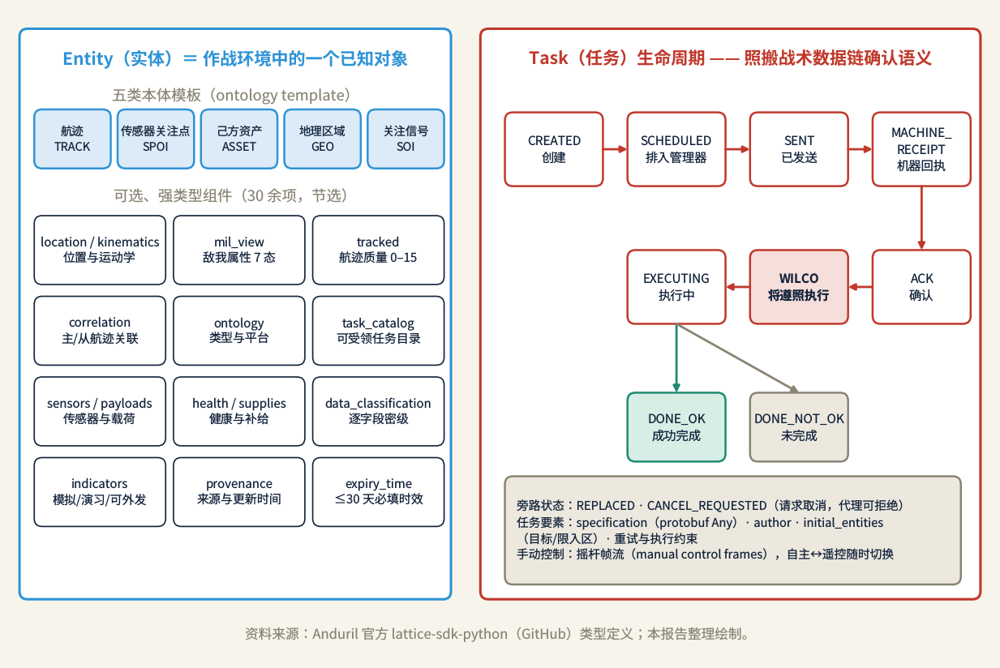 Entity（实体）＝ 作战环境中的一个已知对象
五类本体模板（ontology template）
航迹
TRACK
传感器关注点
SPOI
己方资产
ASSET
地理区域
GEO
关注信号
SOI
可选、强类型组件（30 余项，节选）
location / kinematics
位置与运动学
mil_view
敌我属性 7 态
tracked
航迹质量 0–15
correlation
主/从航迹关联
ontology
类型与平台
task_catalog
可受领任务目录
sensors / payloads
传感器与载荷
health / supplies
健康与补给
data_classification
逐字段密级
indicators
模拟/演习/可外发
provenance
来源与更新时间
expiry_time
≤30 天必填时效
Task（任务）生命周期 —— 照搬战术数据链确认语义
CREATED
创建
SCHEDULED
排入管理器
SENT
已发送
MACHINE_
RECEIPT
机器回执
EXECUTING
执行中
WILCO
将遵照执行
ACK
确认
DONE_OK
成功完成
DONE_NOT_OK
未完成
旁路状态：REPLACED · CANCEL_REQUESTED（请求取消，代理可拒绝）
任务要素：specification（protobuf Any）· author · initial_entities
（目标/限入区）· 重试与执行约束
手动控制：摇杆帧流（manual control frames），自主↔遥控随时切换
资料来源：Anduril 官方 lattice-sdk-python（GitHub）类型定义；本报告整理绘制。